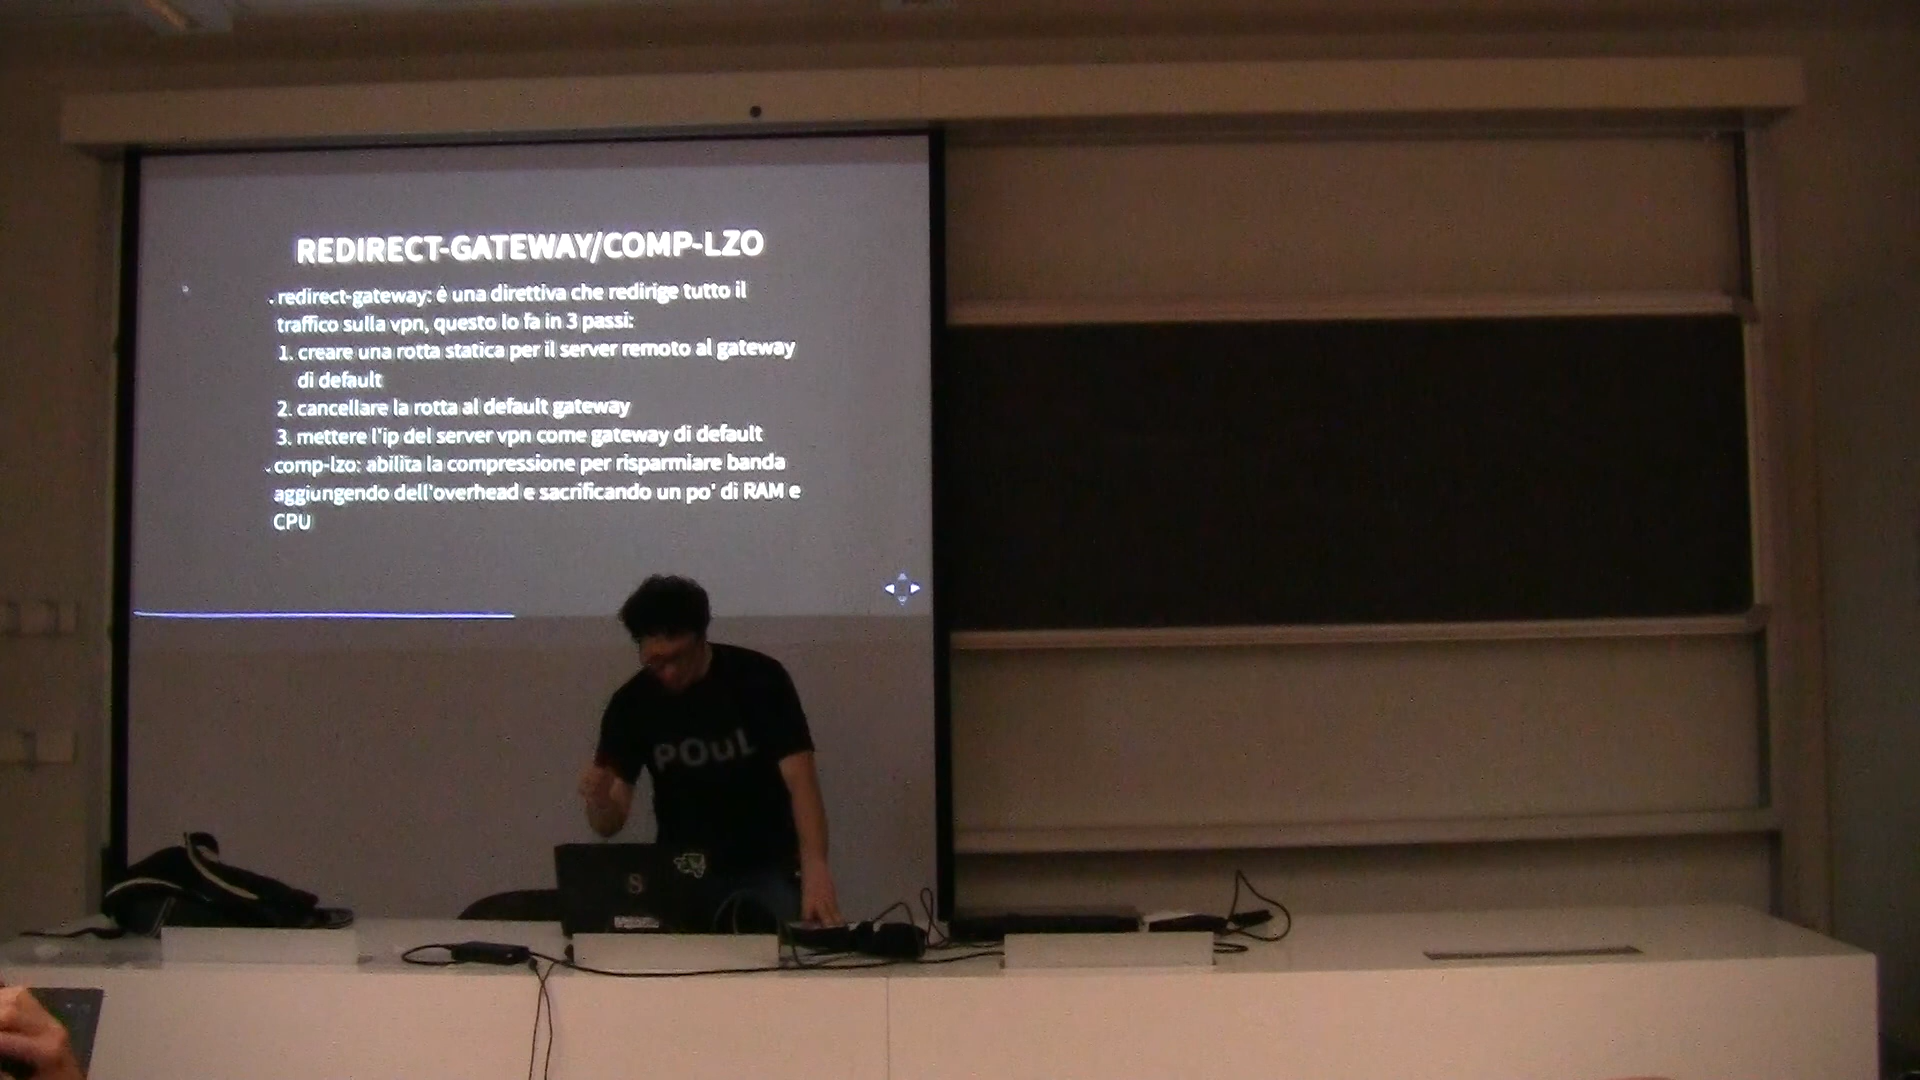 REDIRECT-GATEWAY/COMP-LZO
redirect-gateway: è una direttiva che redirige tutto il
traffico sulla vpn, questo lo fa in 3 passi:
1. creare una rotta statica per il server remoto al gateway
di default
2. cancellare la rotta al default gateway
3. mettere l'ip del server vpn come gateway di default
comp-lzo: abilita la compressione per risparmiare banda
aggiungendo dell'overhead e sacrificando un po' di RAM e
CPU
POuL
S